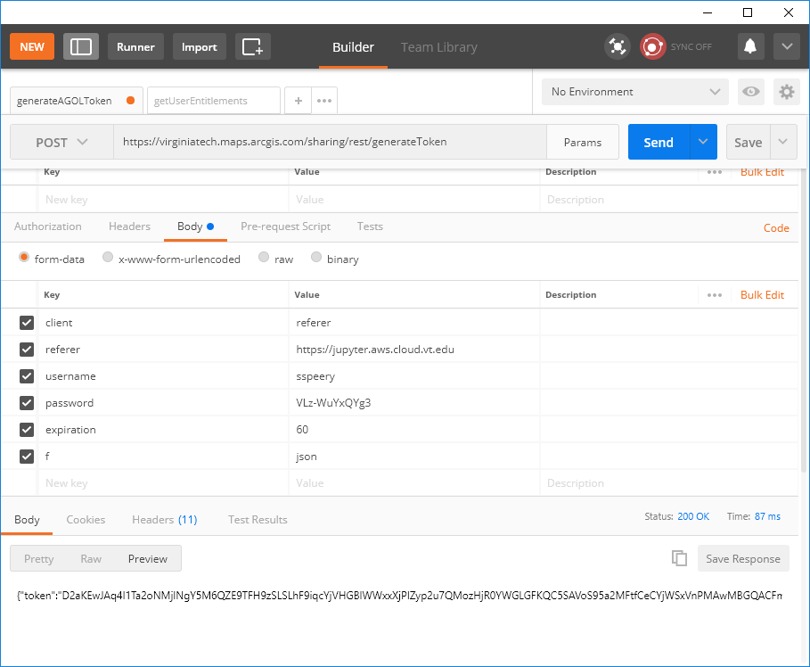 NEW Runner Import Builder Team Library SYNC OFF
generateAGOLToken getUserEntitlements + ••• No Environment
POST https://virginiatech.maps.arcgis.com/sharing/rest/generateToken Params Send Save
Key Value Description ••• Bulk Edit
New key Value Description
Authorization Headers Body Pre-request Script Tests Code
form-data x-www-form-urlencoded raw binary
Key Value Description ••• Bulk Edit
client referer
referer https://jupyter.aws.cloud.vt.edu
username sspeery
password VLz-WuYxQYg3
expiration 60
f json
New key Value Description
Body Cookies Headers (11) Test Results Status: 200 OK Time: 87 ms
Pretty Raw Preview Save Response
{"token":"